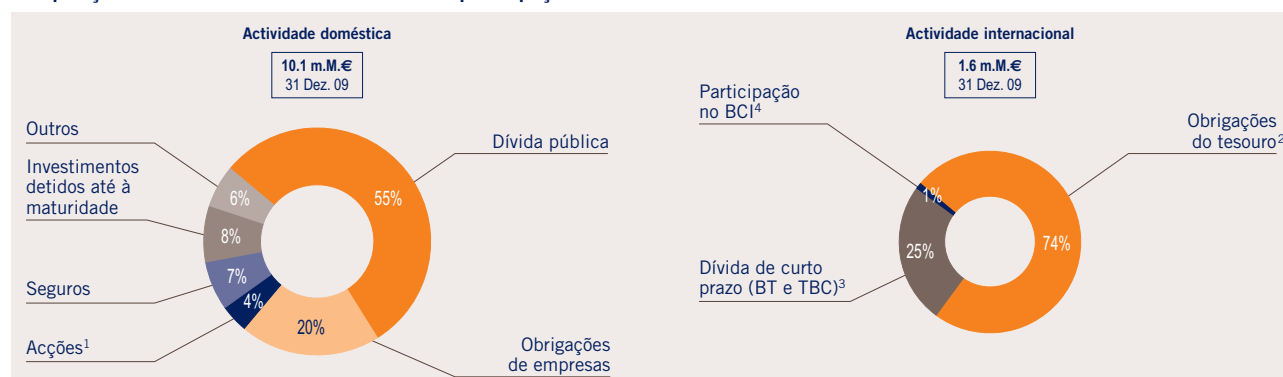 Actividade doméstica
10.1 m.M.€
31 Dez. 09
Outros
Investimentos
detidos até à
maturidade
Seguros
Acções1
Dívida pública
Obrigações
de empresas
6%
55%
8%
7%
4%
20%
Actividade internacional
1.6 m.M.€
31 Dez. 09
Participação
no BCI4
Obrigações
do tesouro2
Dívida de curto
prazo (BT e TBC)3
1%
25%
74%